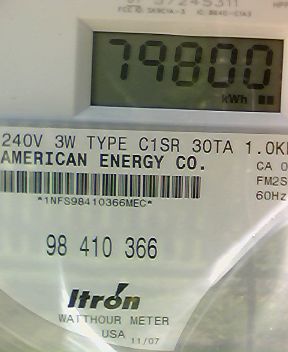 79800
kWh
240V 3W TYPE C1SR 30TA 1.0K
AMERICAN ENERGY CO.
CA 0
FM2S
60Hz
*1NFS98410366MEC*
98 410 366
Itrón
WATTHOUR METER
USA 11/07